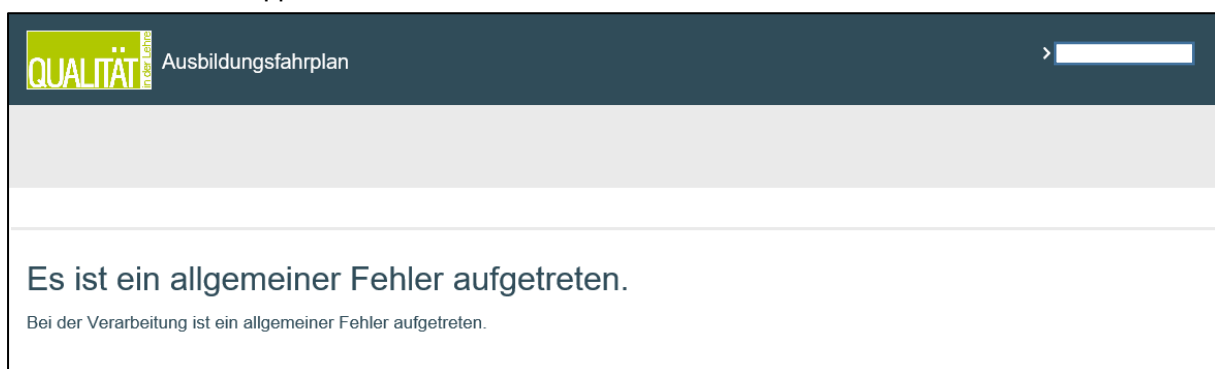 QUALITÄT in der Lehre Ausbildungsfahrplan >
Es ist ein allgemeiner Fehler aufgetreten.
Bei der Verarbeitung ist ein allgemeiner Fehler aufgetreten.